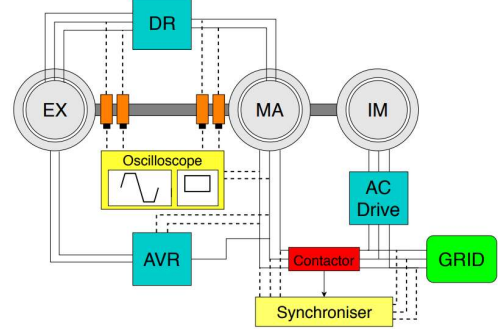 DR
EX
MA
IM
Oscilloscope
AC
Drive
AVR
Contactor
GRID
Synchroniser